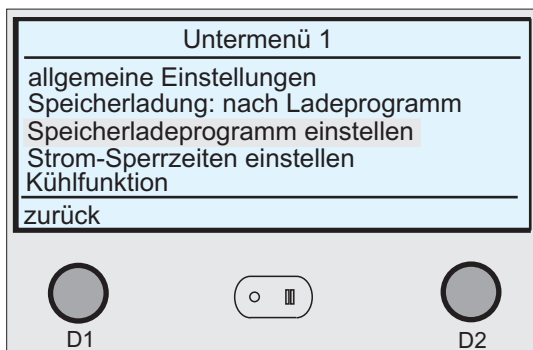 Untermenü 1
allgemeine Einstellungen
Speicherladung: nach Ladeprogramm
Speicherladeprogramm einstellen
Strom-Sperrzeiten einstellen
Kühlfunktion
zurück
D1 D2